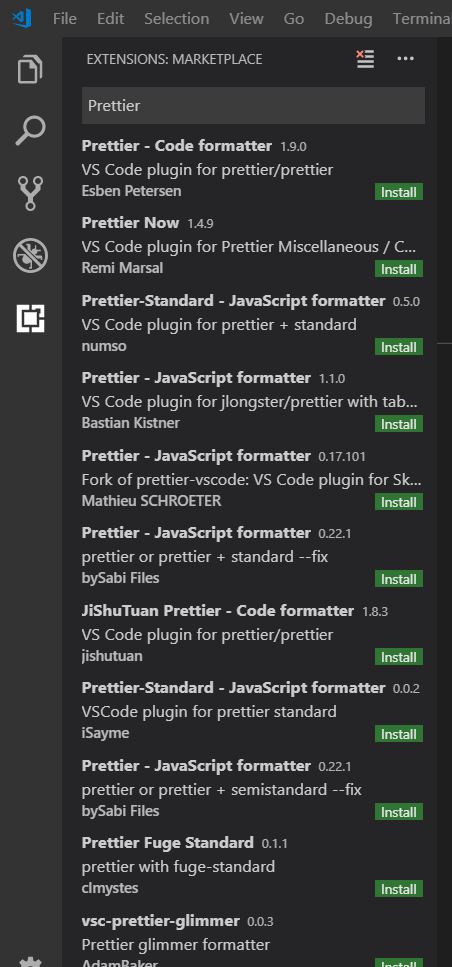 File Edit Selection View Go Debug Termina
EXTENSIONS: MARKETPLACE
Prettier
Prettier - Code formatter 1.9.0
VS Code plugin for prettier/prettier
Esben Petersen Install
Prettier Now 1.4.9
VS Code plugin for Prettier Miscellaneous / C...
Remi Marsal Install
Prettier-Standard - JavaScript formatter 0.5.0
VS Code plugin for prettier + standard
numso Install
Prettier - JavaScript formatter 1.1.0
VS Code plugin for jlongster/prettier with tab...
Bastian Kistner Install
Prettier - JavaScript formatter 0.17.101
Fork of prettier-vscode: VS Code plugin for Sk...
Mathieu SCHROETER Install
Prettier - JavaScript formatter 0.22.1
prettier or prettier + standard --fix
bySabi Files Install
JiShuTuan Prettier - Code formatter 1.8.3
VS Code plugin for prettier/prettier
jishutuan Install
Prettier-Standard - JavaScript formatter 0.0.2
VSCode plugin for prettier standard
iSayme Install
Prettier - JavaScript formatter 0.22.1
prettier or prettier + semistandard --fix
bySabi Files Install
Prettier Fuge Standard 0.1.1
prettier with fuge-standard
clmystes Install
vsc-prettier-glimmer 0.0.3
Prettier glimmer formatter
AdamBaker Install